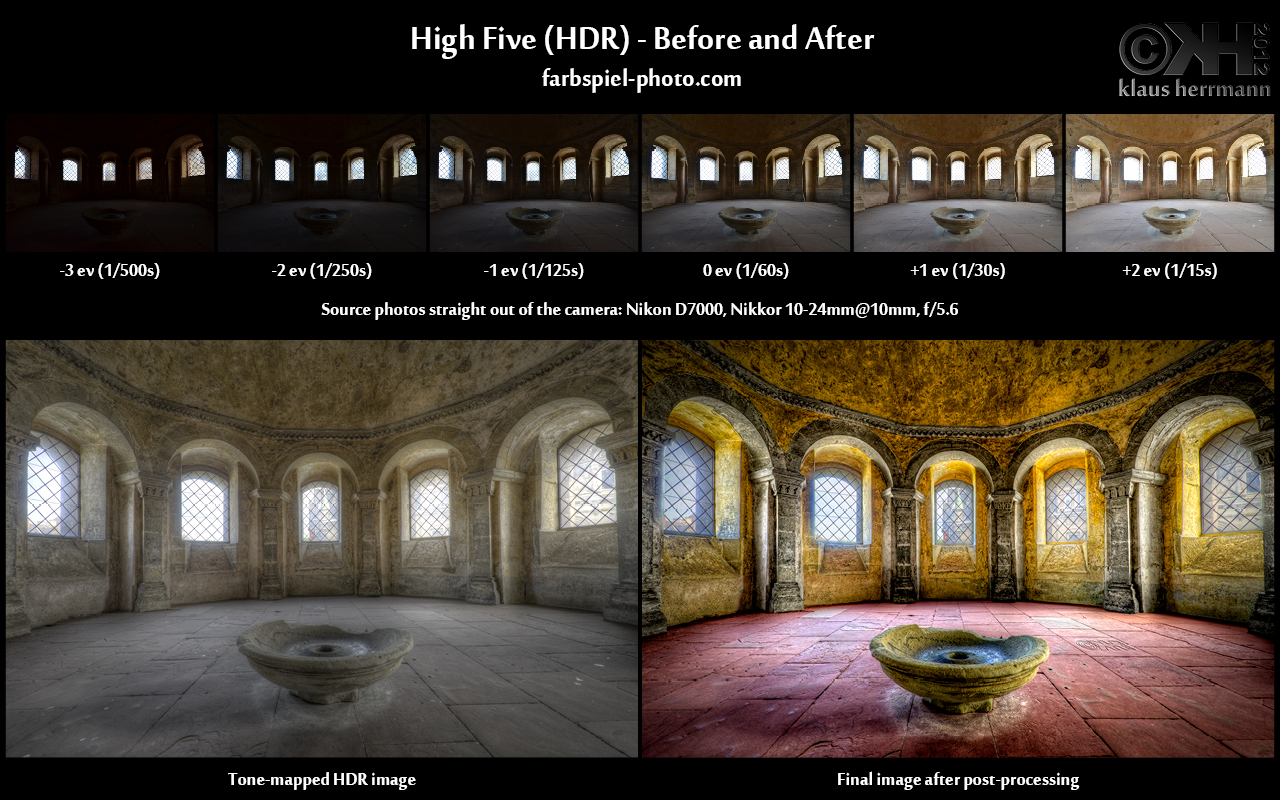 High Five (HDR) - Before and After
farbspiel-photo.com
©KH 2012
klaus herrmann
-3 ev (1/500s)
-2 ev (1/250s)
-1 ev (1/125s)
0 ev (1/60s)
+1 ev (1/30s)
+2 ev (1/15s)
Source photos straight out of the camera: Nikon D7000, Nikkor 10-24mm@10mm, f/5.6
Tone-mapped HDR image
Final image after post-processing